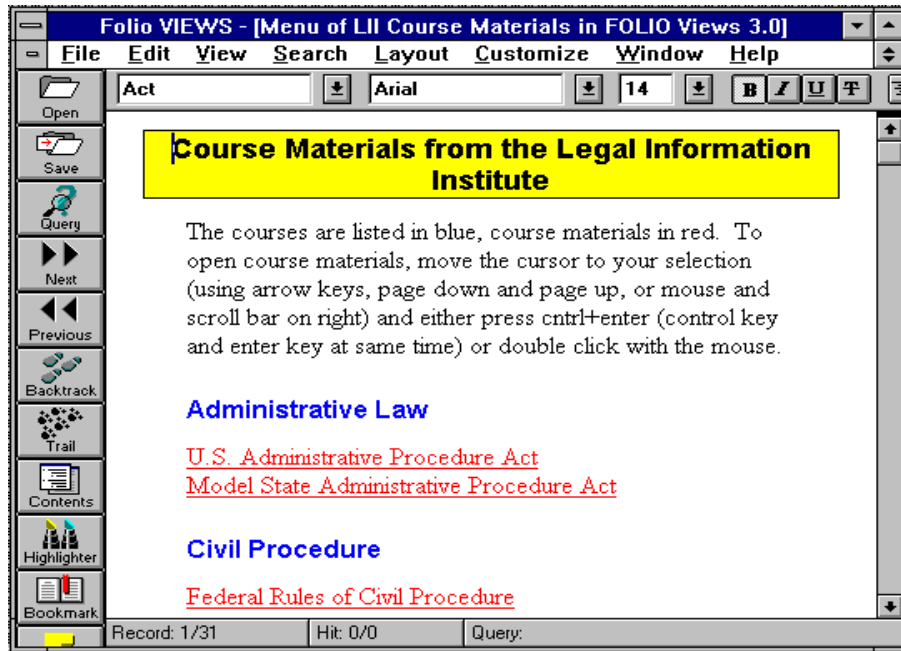 Folio VIEWS - [Menu of LII Course Materials in FOLIO Views 3.0]
File Edit View Search Layout Customize Window Help
Act Arial 14 B I U T
Open
Save
Query
Next
Previous
Backtrack
Trail
Contents
Highlighter
Bookmark
Course Materials from the Legal Information
Institute
The courses are listed in blue, course materials in red. To
open course materials, move the cursor to your selection
(using arrow keys, page down and page up, or mouse and
scroll bar on right) and either press cntrl+enter (control key
and enter key at same time) or double click with the mouse.
Administrative Law
U.S. Administrative Procedure Act
Model State Administrative Procedure Act
Civil Procedure
Federal Rules of Civil Procedure
Record: 1/31 Hit: 0/0 Query: